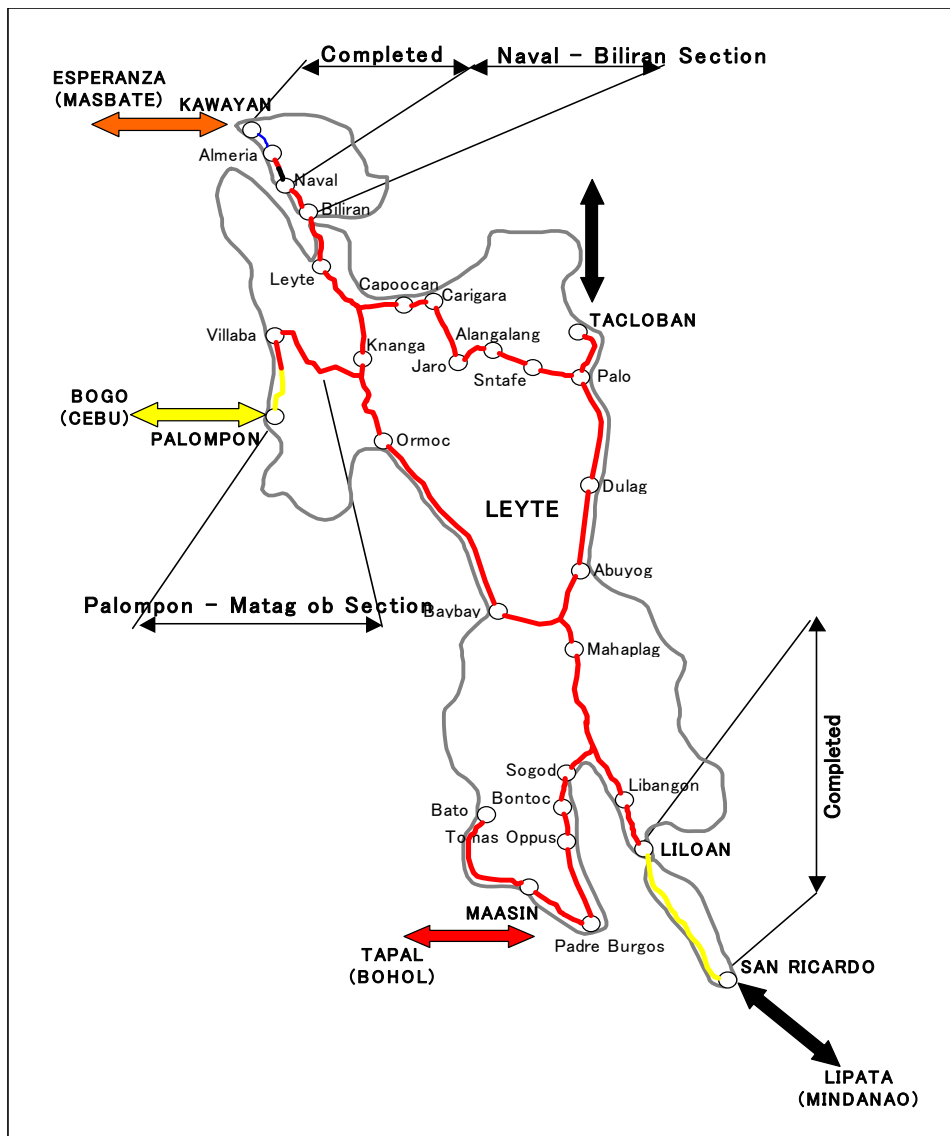 Completed
Naval - Biliran Section
ESPERANZA
(MASBATE)
KAWAYAN
Almeria
Naval
Biliran
Leyte
Capoocan
Carigara
TACLOBAN
Villaba
Alangalang
Knanga
Jaro
Sntafe
Palo
BOGO
(CEBU)
PALOMPON
Ormoc
Dulag
LEYTE
Abuyog
Palompon - Matag ob Section
Baybay
Mahaplag
Completed
Sogod
Libangon
Bontoc
Bato
Tomas Oppus
LILOAN
MAASIN
Padre Burgos
TAPAL
(BOHOL)
SAN RICARDO
LIPATA
(MINDANAO)